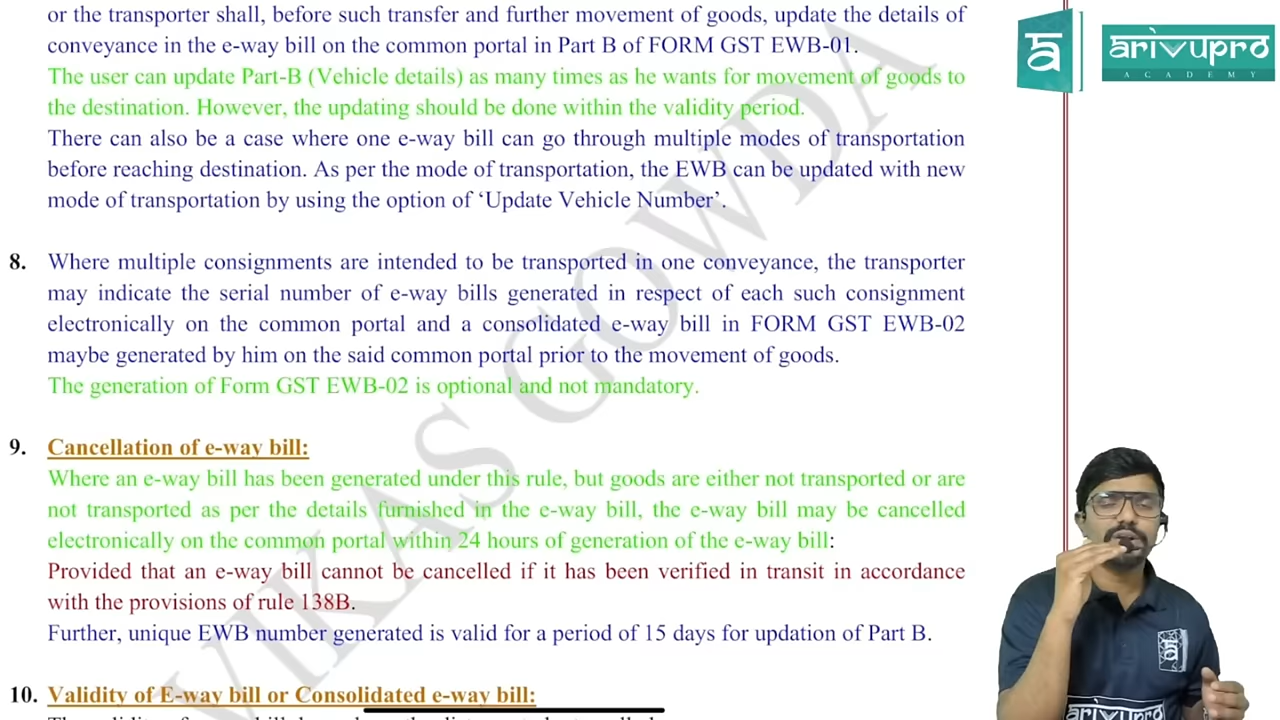 or the transporter shall, before such transfer and further movement of goods, update the details of
conveyance in the e-way bill on the common portal in Part B of FORM GST EWB-01.
The user can update Part-B (Vehicle details) as many times as he wants for movement of goods to
the destination. However, the updating should be done within the validity period.
There can also be a case where one e-way bill can go through multiple modes of transportation
before reaching destination. As per the mode of transportation, the EWB can be updated with new
mode of transportation by using the option of ‘Update Vehicle Number’.
8. Where multiple consignments are intended to be transported in one conveyance, the transporter
may indicate the serial number of e-way bills generated in respect of each such consignment
electronically on the common portal and a consolidated e-way bill in FORM GST EWB-02
maybe generated by him on the said common portal prior to the movement of goods.
The generation of Form GST EWB-02 is optional and not mandatory.
9. Cancellation of e-way bill:
Where an e-way bill has been generated under this rule, but goods are either not transported or are
not transported as per the details furnished in the e-way bill, the e-way bill may be cancelled
electronically on the common portal within 24 hours of generation of the e-way bill:
Provided that an e-way bill cannot be cancelled if it has been verified in transit in accordance
with the provisions of rule 138B.
Further, unique EWB number generated is valid for a period of 15 days for updation of Part B.
10. Validity of E-way bill or Consolidated e-way bill:
VIKAS GOWDA
arivupro
ACADEMY
arivupro